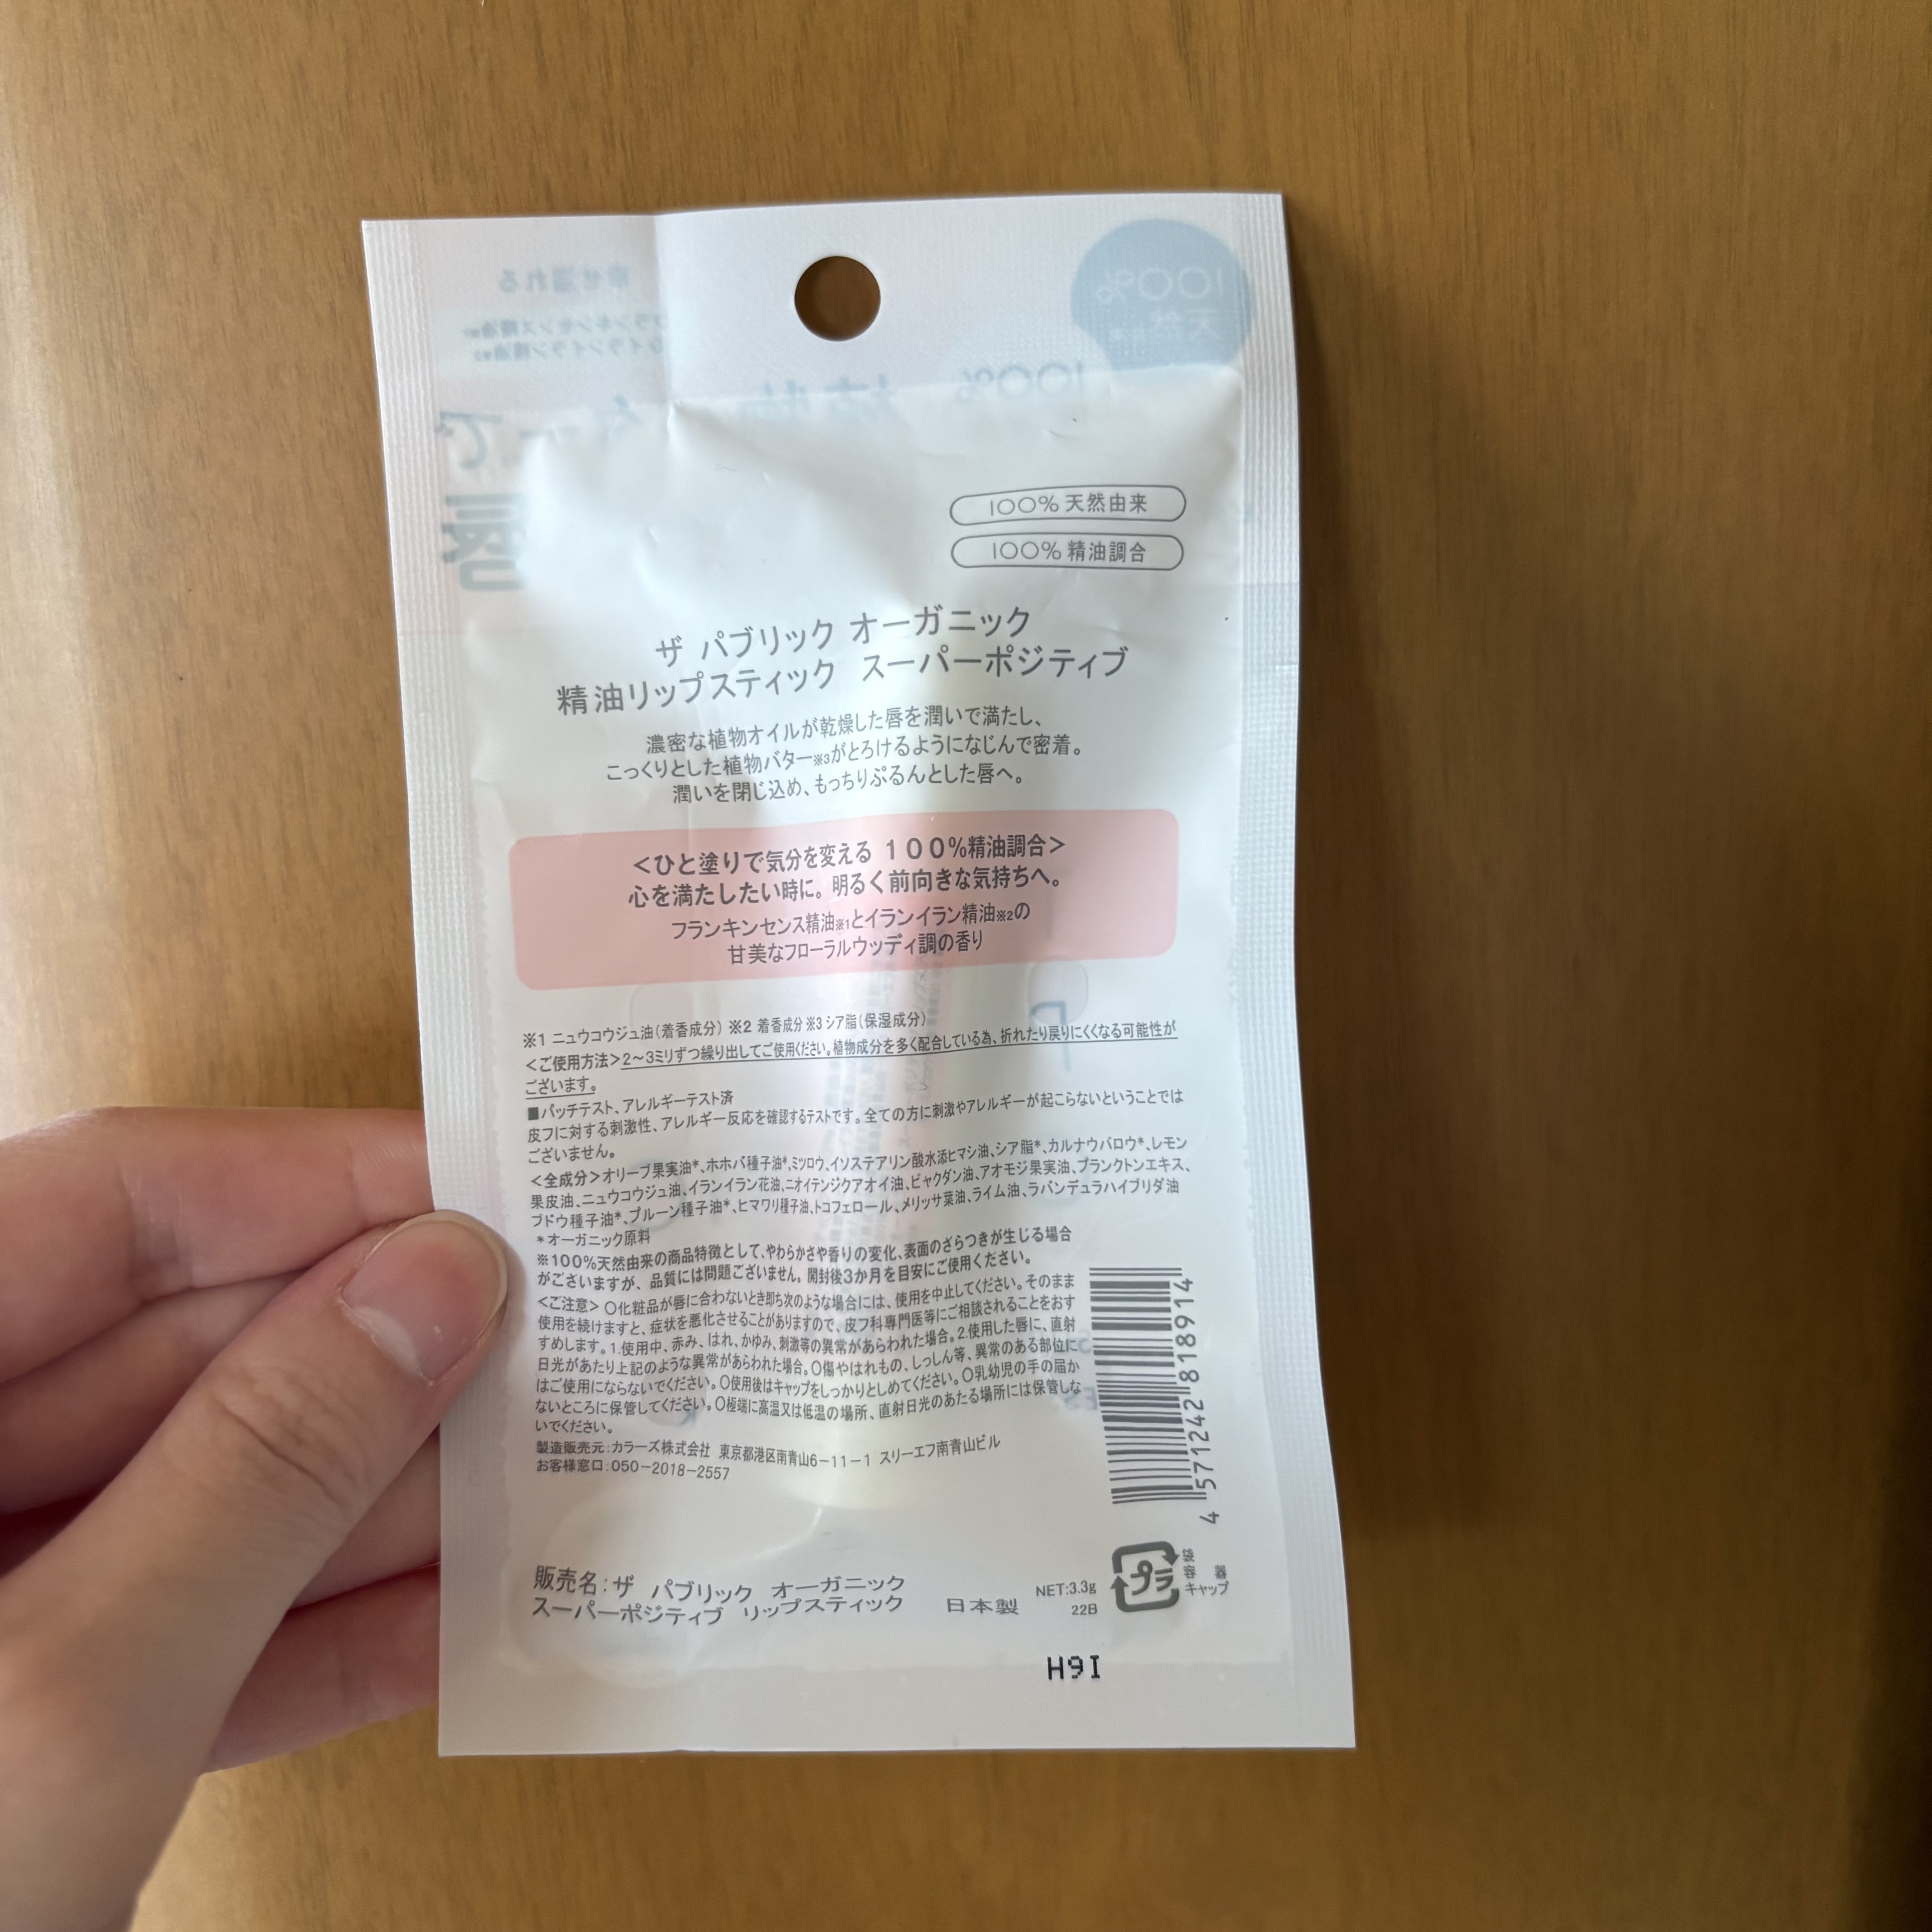 100%天然由来
100%精油調合
ザ パブリック オーガニック
精油リップスティック スーパーポジティブ
濃密な植物オイルが乾燥した唇を潤いで満たし、
こっくりとした植物バター※3がとろけるようになじんで密着。
潤いを閉じ込め、もっちりぷるんとした唇へ。
<ひと塗りで気分を変える 100%精油調合>
心を満たしたい時に。明るく前向きな気持ちへ。
フランキンセンス精油※1とイランイラン精油※2の
甘美なフローラルウッディ調の香り
※1 ニュウコウジュ油(着香成分) ※2 着香成分 ※3 シア脂(保湿成分)
<ご使用方法>2〜3ミリずつ繰り出してご使用ください。植物成分を多く配合している為、折れたり戻りにくくなる可能性が
ございます。
■パッチテスト、アレルギーテスト済
皮フに対する刺激性、アレルギー反応を確認するテストです。全ての方に刺激やアレルギーが起こらないということでは
ございません。
<全成分>オリーブ果実油*、ホホバ種子油*、ミツロウ、イソステアリン酸水添ヒマシ油、シア脂*、カルナウバロウ*、レモン
果皮油、ニュウコウジュ油、イランイラン花油、ニオイテンジクアオイ油、ビャクダン油、アオモジ果実油、プランクトンエキス、
ブドウ種子油*、プルーン種子油*、ヒマワリ種子油、トコフェロール、メリッサ葉油、ライム油、ラバンデュラハイブリダ油
*オーガニック原料
※100%天然由来の商品特徴として、やわらかさや香りの変化、表面のざらつきが生じる場合
がございますが、品質には問題ございません。開封後3か月を目安にご使用ください。
<ご注意> ○化粧品が唇に合わないとき即ち次のような場合には、使用を中止してください。そのまま
使用を続けますと、症状を悪化させることがありますので、皮フ科専門医等にご相談されることをおす
すめします。1.使用中、赤み、はれ、かゆみ、刺激等の異常があらわれた場合。2.使用した唇に、直射
日光があたり上記のような異常があらわれた場合。○傷やはれもの、しっしん等、異常のある部位に
はご使用にならないでください。○使用後はキャップをしっかりとしめてください。○乳幼児の手の届か
ないところに保管してください。○極端に高温又は低温の場所、直射日光のあたる場所には保管しな
いでください。
製造販売元:カラーズ株式会社 東京都港区南青山6-11-1 スリーエフ南青山ビル
お客様窓口:050-2018-2557
4 571242 818914
販売名:ザ パブリック オーガニック
スーパーポジティブ リップスティック
日本製
NET:3.3g
22B
プラ
袋
容器
キャップ
H9I